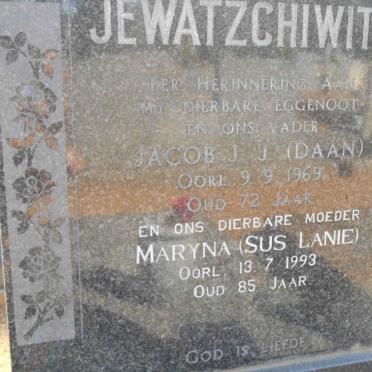 JEWATZCHIWIT
TER HERINNERING AAN
MY DIERBARE EGGENOOT
EN ONS VADER
JACOB J. J. (DAAN)
OORL. 9. 9. 1969.
OUD 72 JAAR
EN ONS DIERBARE MOEDER
MARYNA (SUS LANIE)
OORL. 13. 7. 1993
OUD 85 JAAR
GOD IS LIEFDE